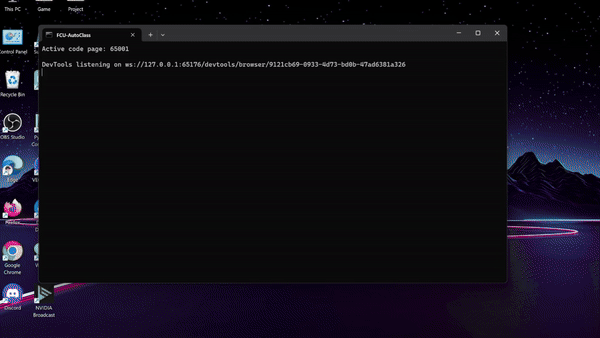 This PC
Game
Project
FCU-AutoClass
Active code page: 65001
DevTools listening on ws://127.0.0.1:65176/devtools/browser/9121cb69-0933-4d73-bd0b-47ad6381a326
Control Panel
Recycle Bin
OBS Studio
Edge
Google
Chrome
Discord
NVIDIA
Broadcast